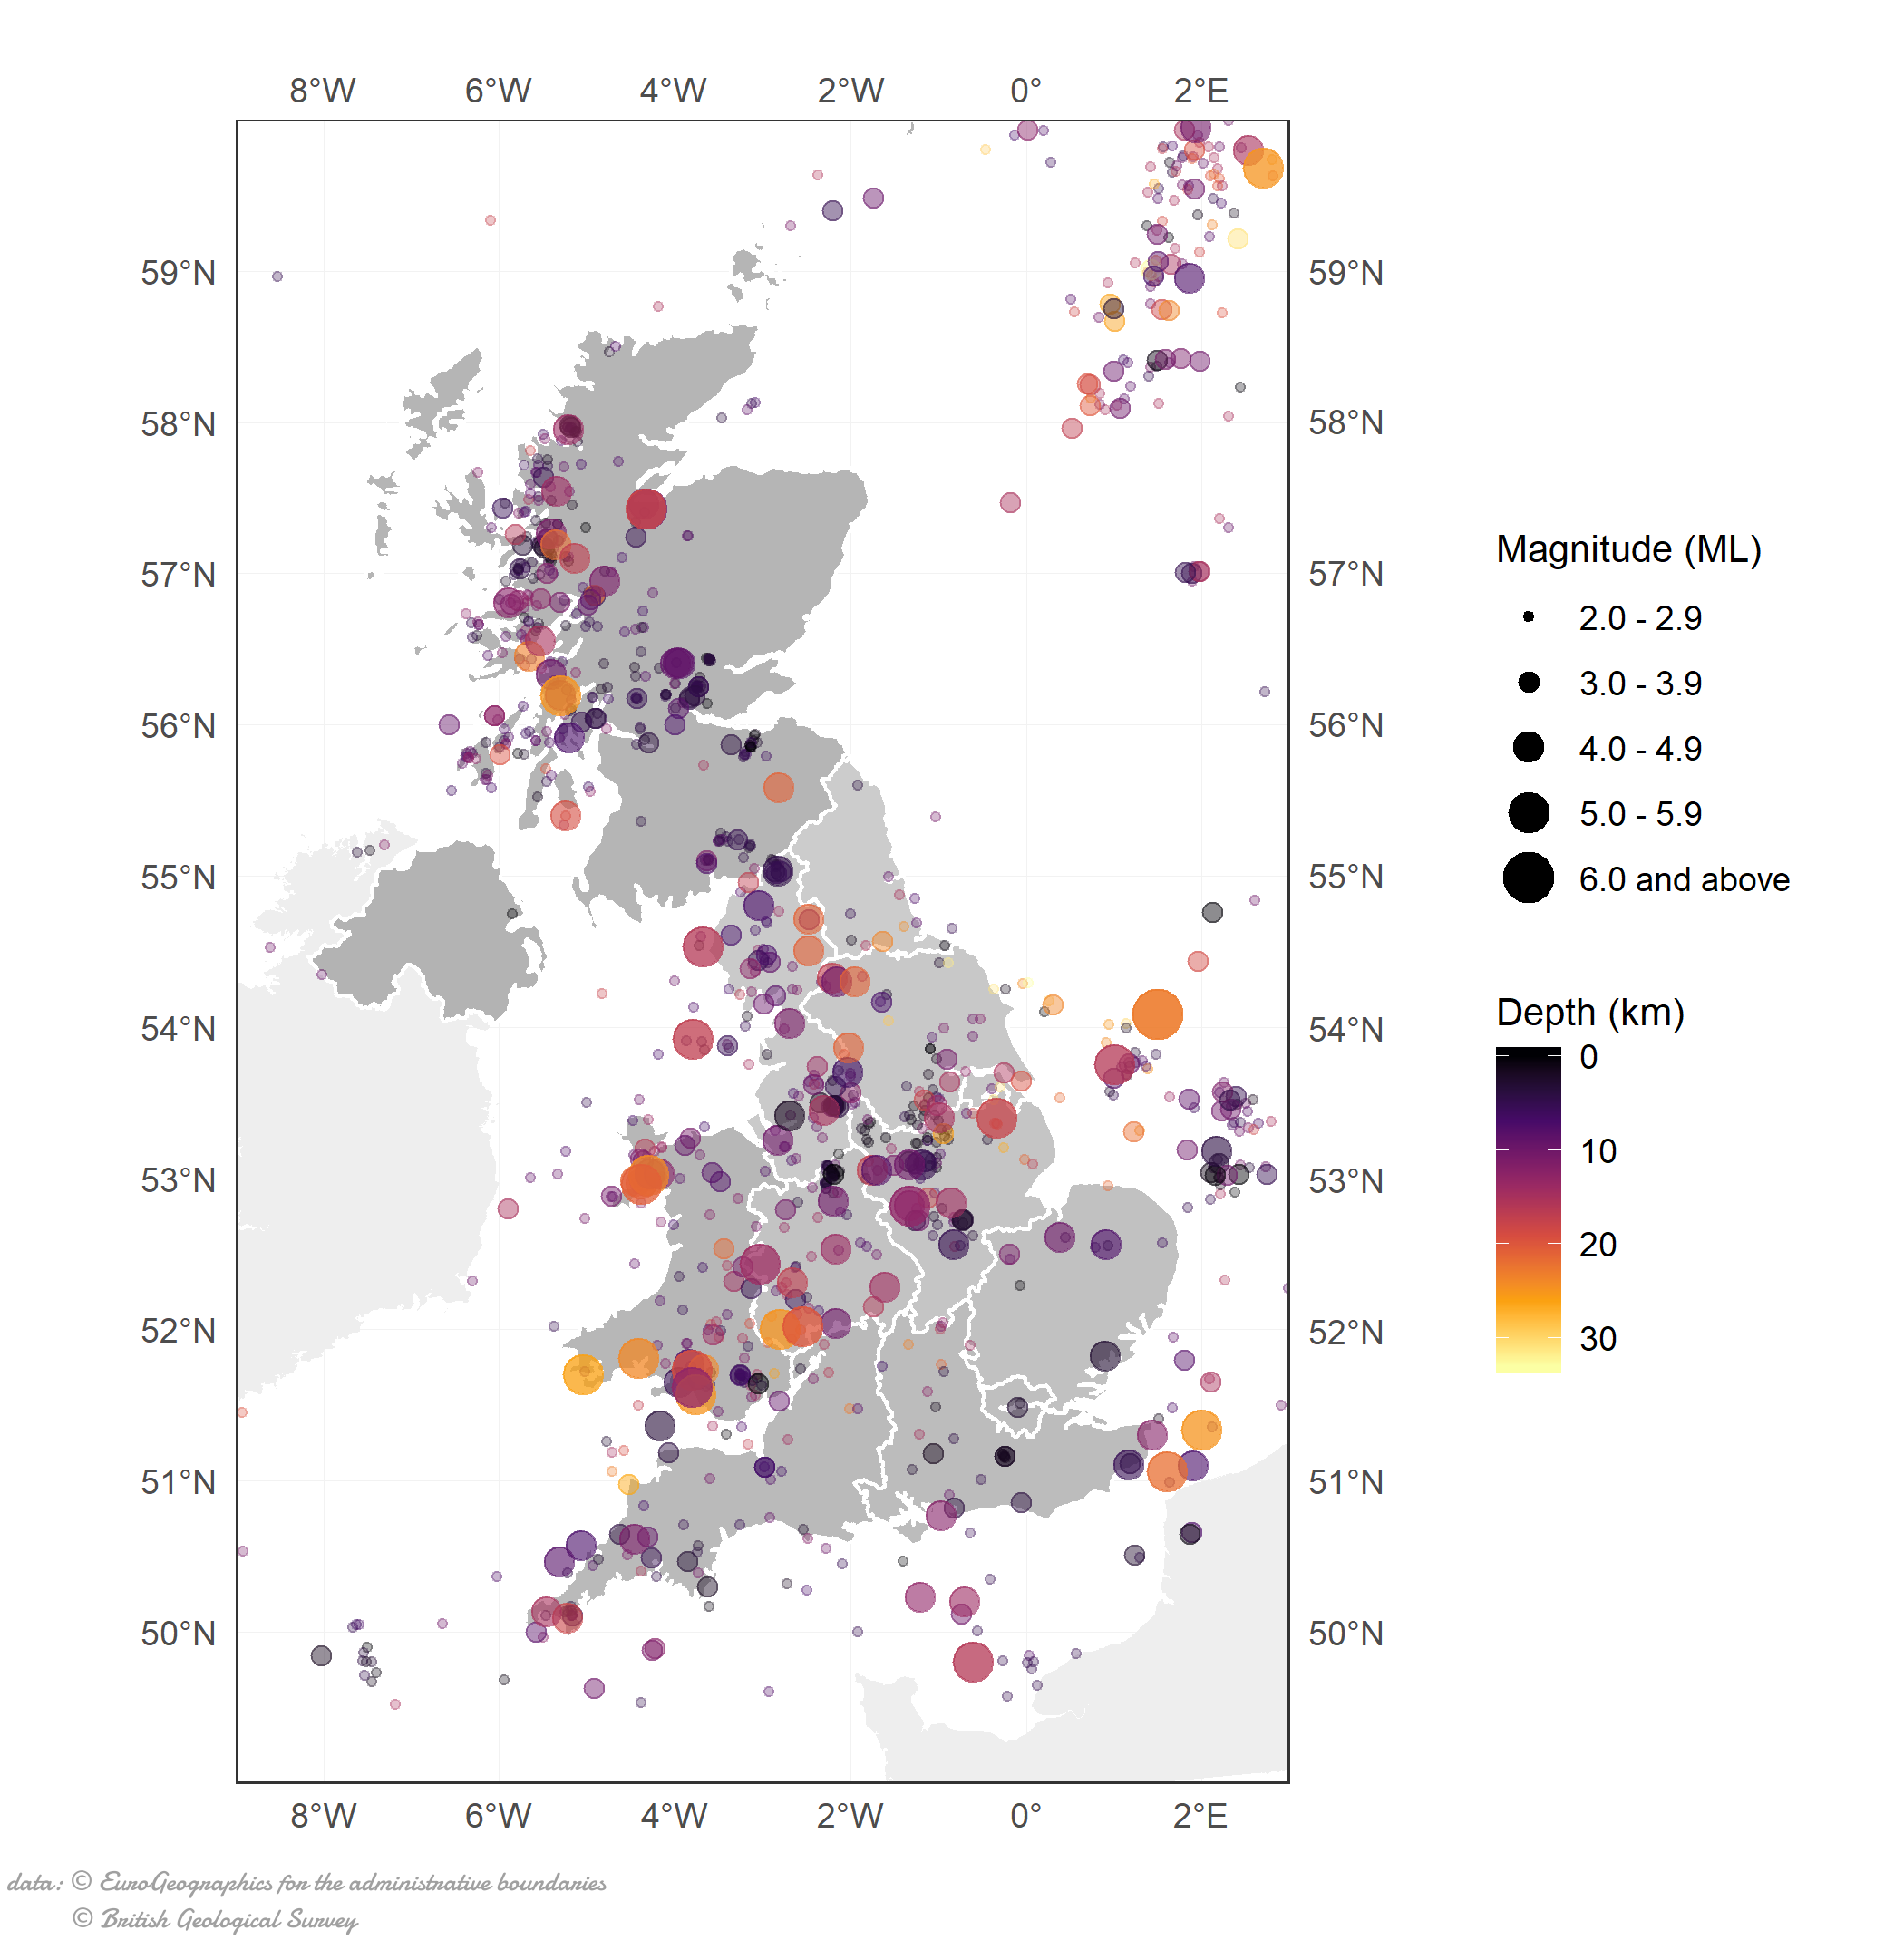 8°W 6°W 4°W 2°W 0° 2°E
59°N 59°N
58°N 58°N
57°N 57°N
56°N 56°N
55°N 55°N
54°N 54°N
53°N 53°N
52°N 52°N
51°N 51°N
50°N 50°N
8°W 6°W 4°W 2°W 0° 2°E
Magnitude (ML)
2.0 - 2.9
3.0 - 3.9
4.0 - 4.9
5.0 - 5.9
6.0 and above
Depth (km)
0
10
20
30
data: © EuroGeographics for the administrative boundaries
© British Geological Survey